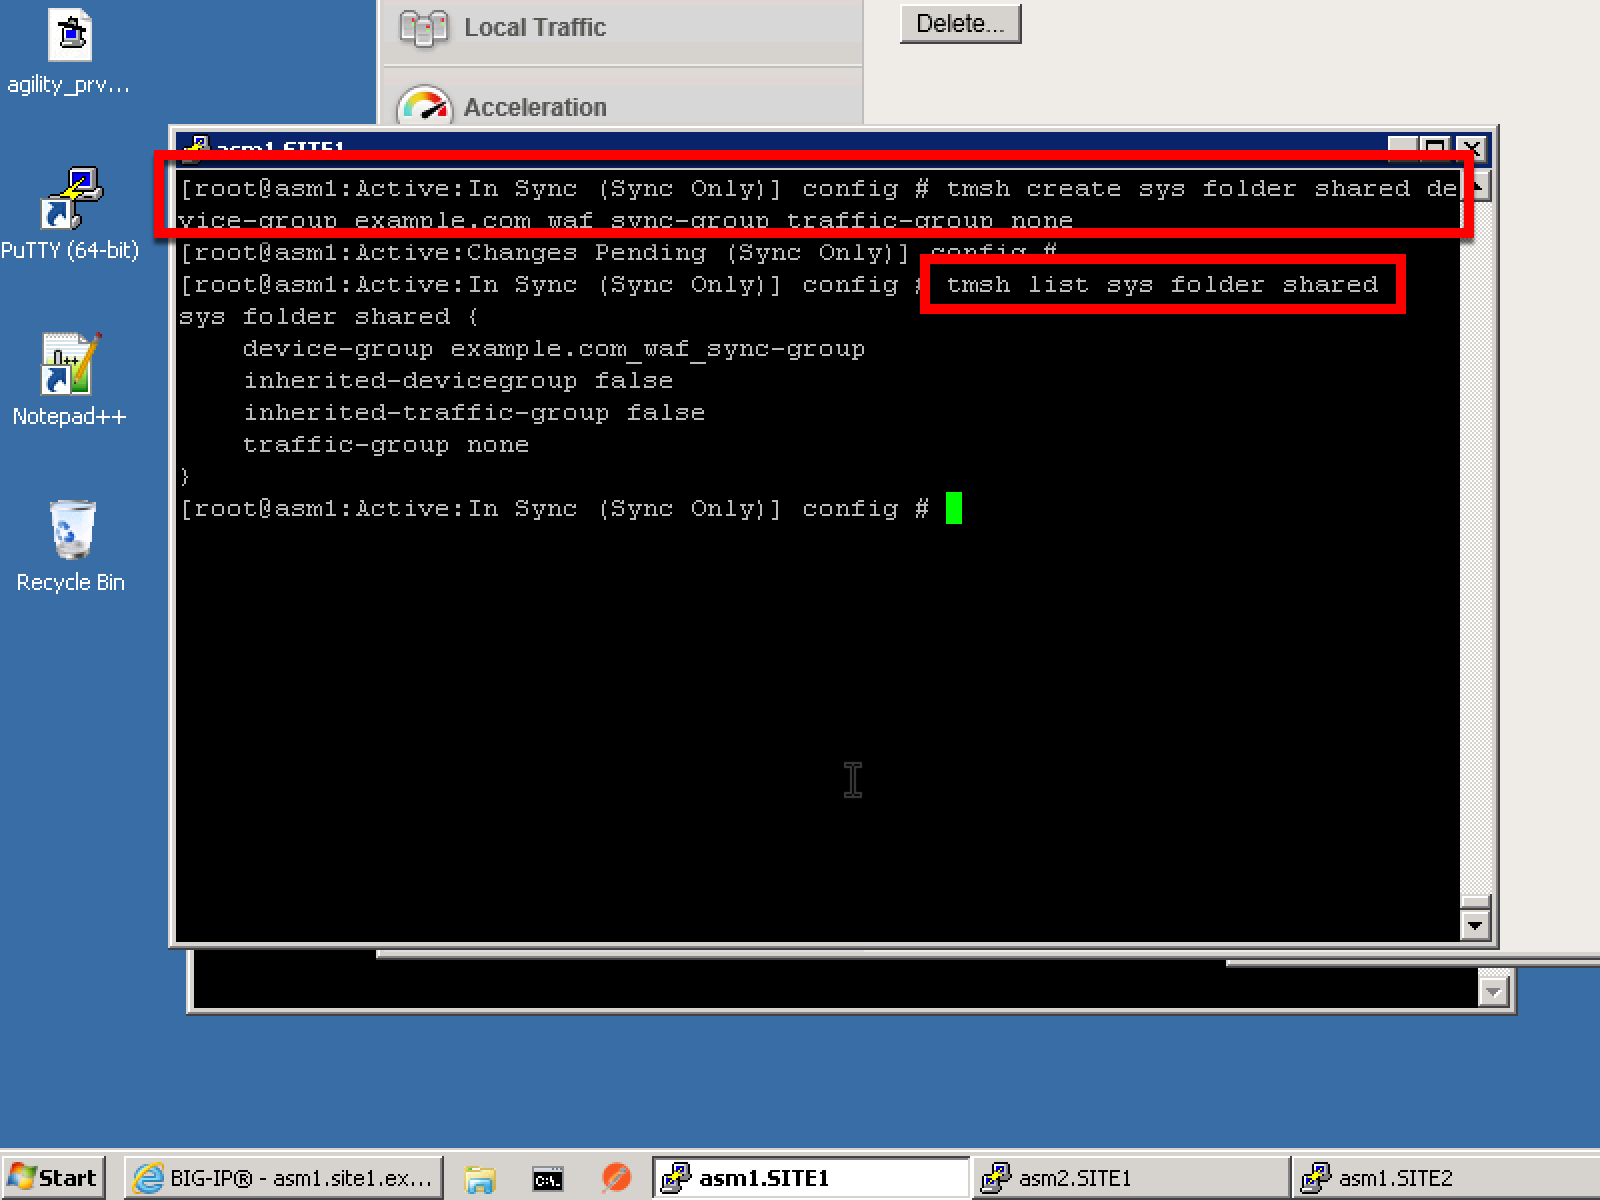 Local Traffic
Delete...
agility_prv...
Acceleration
asm1.SITE1
[root@asm1:Active:In Sync (Sync Only)] config # tmsh create sys folder shared de
vice-group example.com_waf_sync-group traffic-group none
[root@asm1:Active:Changes Pending (Sync Only)] config #
[root@asm1:Active:In Sync (Sync Only)] config # tmsh list sys folder shared
sys folder shared {
device-group example.com_waf_sync-group
inherited-devicegroup false
inherited-traffic-group false
traffic-group none
}
[root@asm1:Active:In Sync (Sync Only)] config #
PuTTY (64-bit)
Notepad++
Recycle Bin
Start
BIG-IP® - asm1.site1.ex...
asm1.SITE1
asm2.SITE1
asm1.SITE2